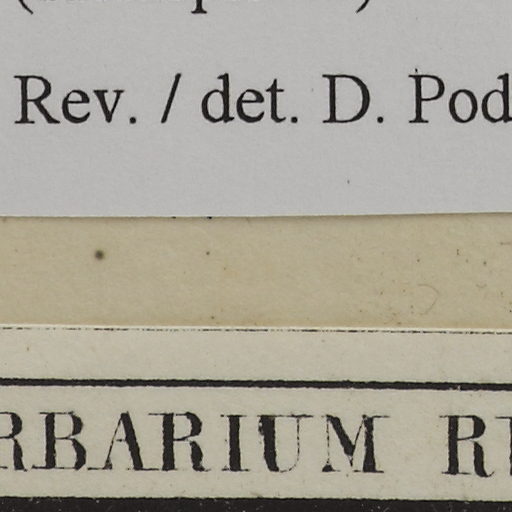 Rev. / det. D. Pod
RBARIUM